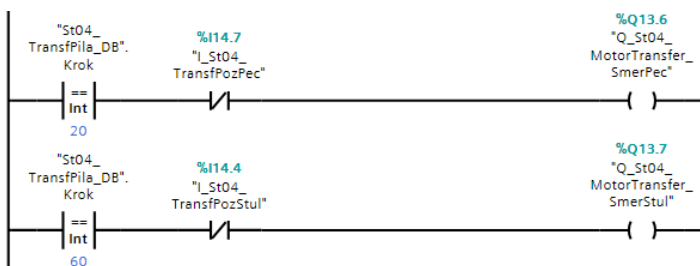 "St04_
TransfPila_DB".
Krok
==
Int
20
%I14.7
"I_St04_
TransfPozPec"
%Q13.6
"Q_St04_
MotorTransfer_
SmerPec"
"St04_
TransfPila_DB".
Krok
==
Int
60
%I14.4
"I_St04_
TransfPozStul"
%Q13.7
"Q_St04_
MotorTransfer_
SmerStul"